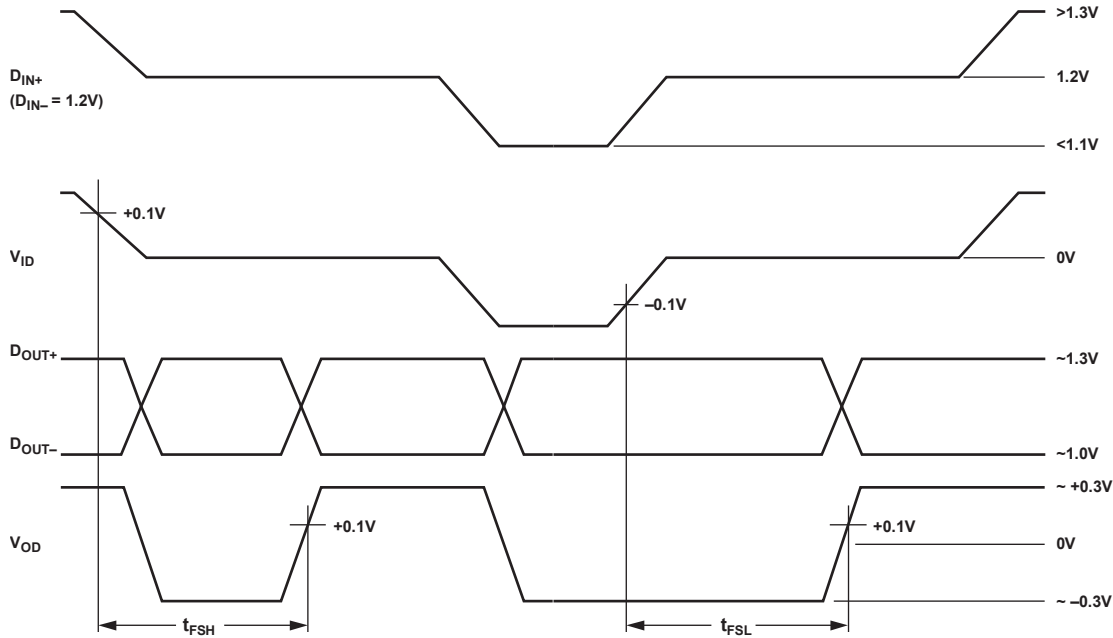 >1.3V
D_IN+
(D_IN– = 1.2V)
1.2V
<1.1V
+0.1V
V_ID
0V
–0.1V
D_OUT+
~1.3V
D_OUT–
~1.0V
~ +0.3V
+0.1V
+0.1V
V_OD
0V
~ –0.3V
t_FSH
t_FSL